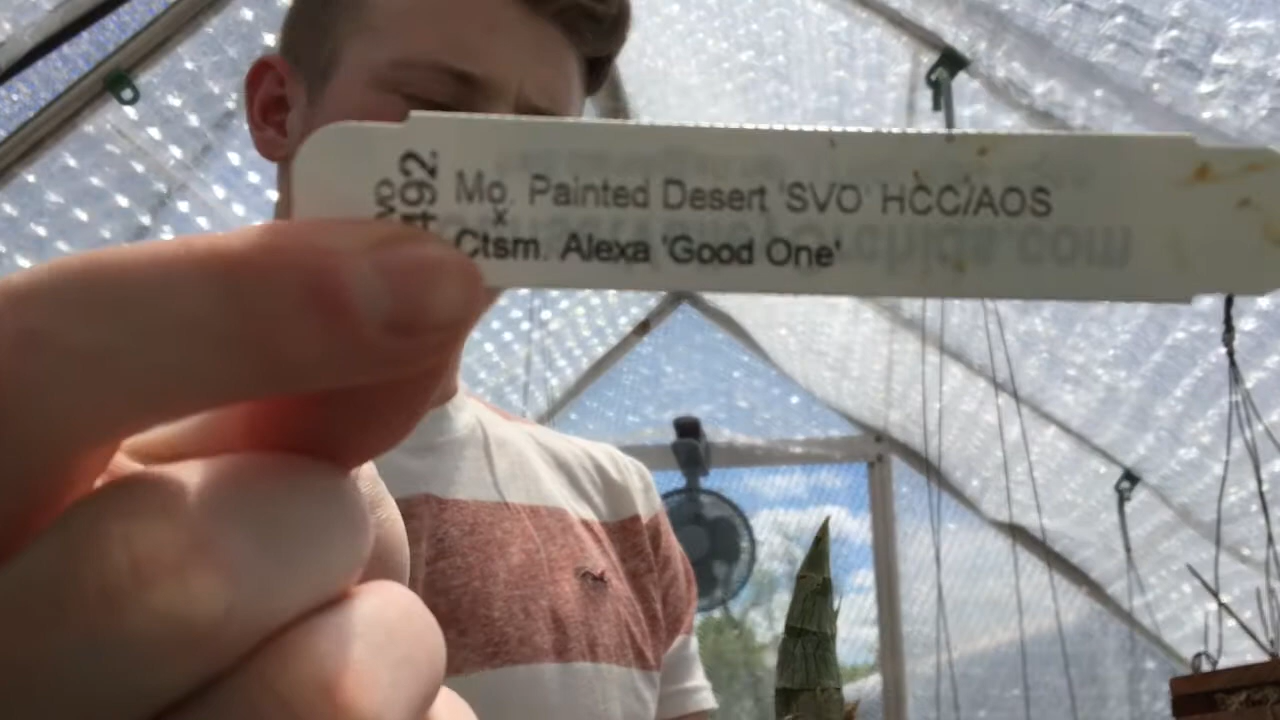 Mo. Painted Desert 'SVO' HCC/AOS
x
Ctsm. Alexa 'Good One'